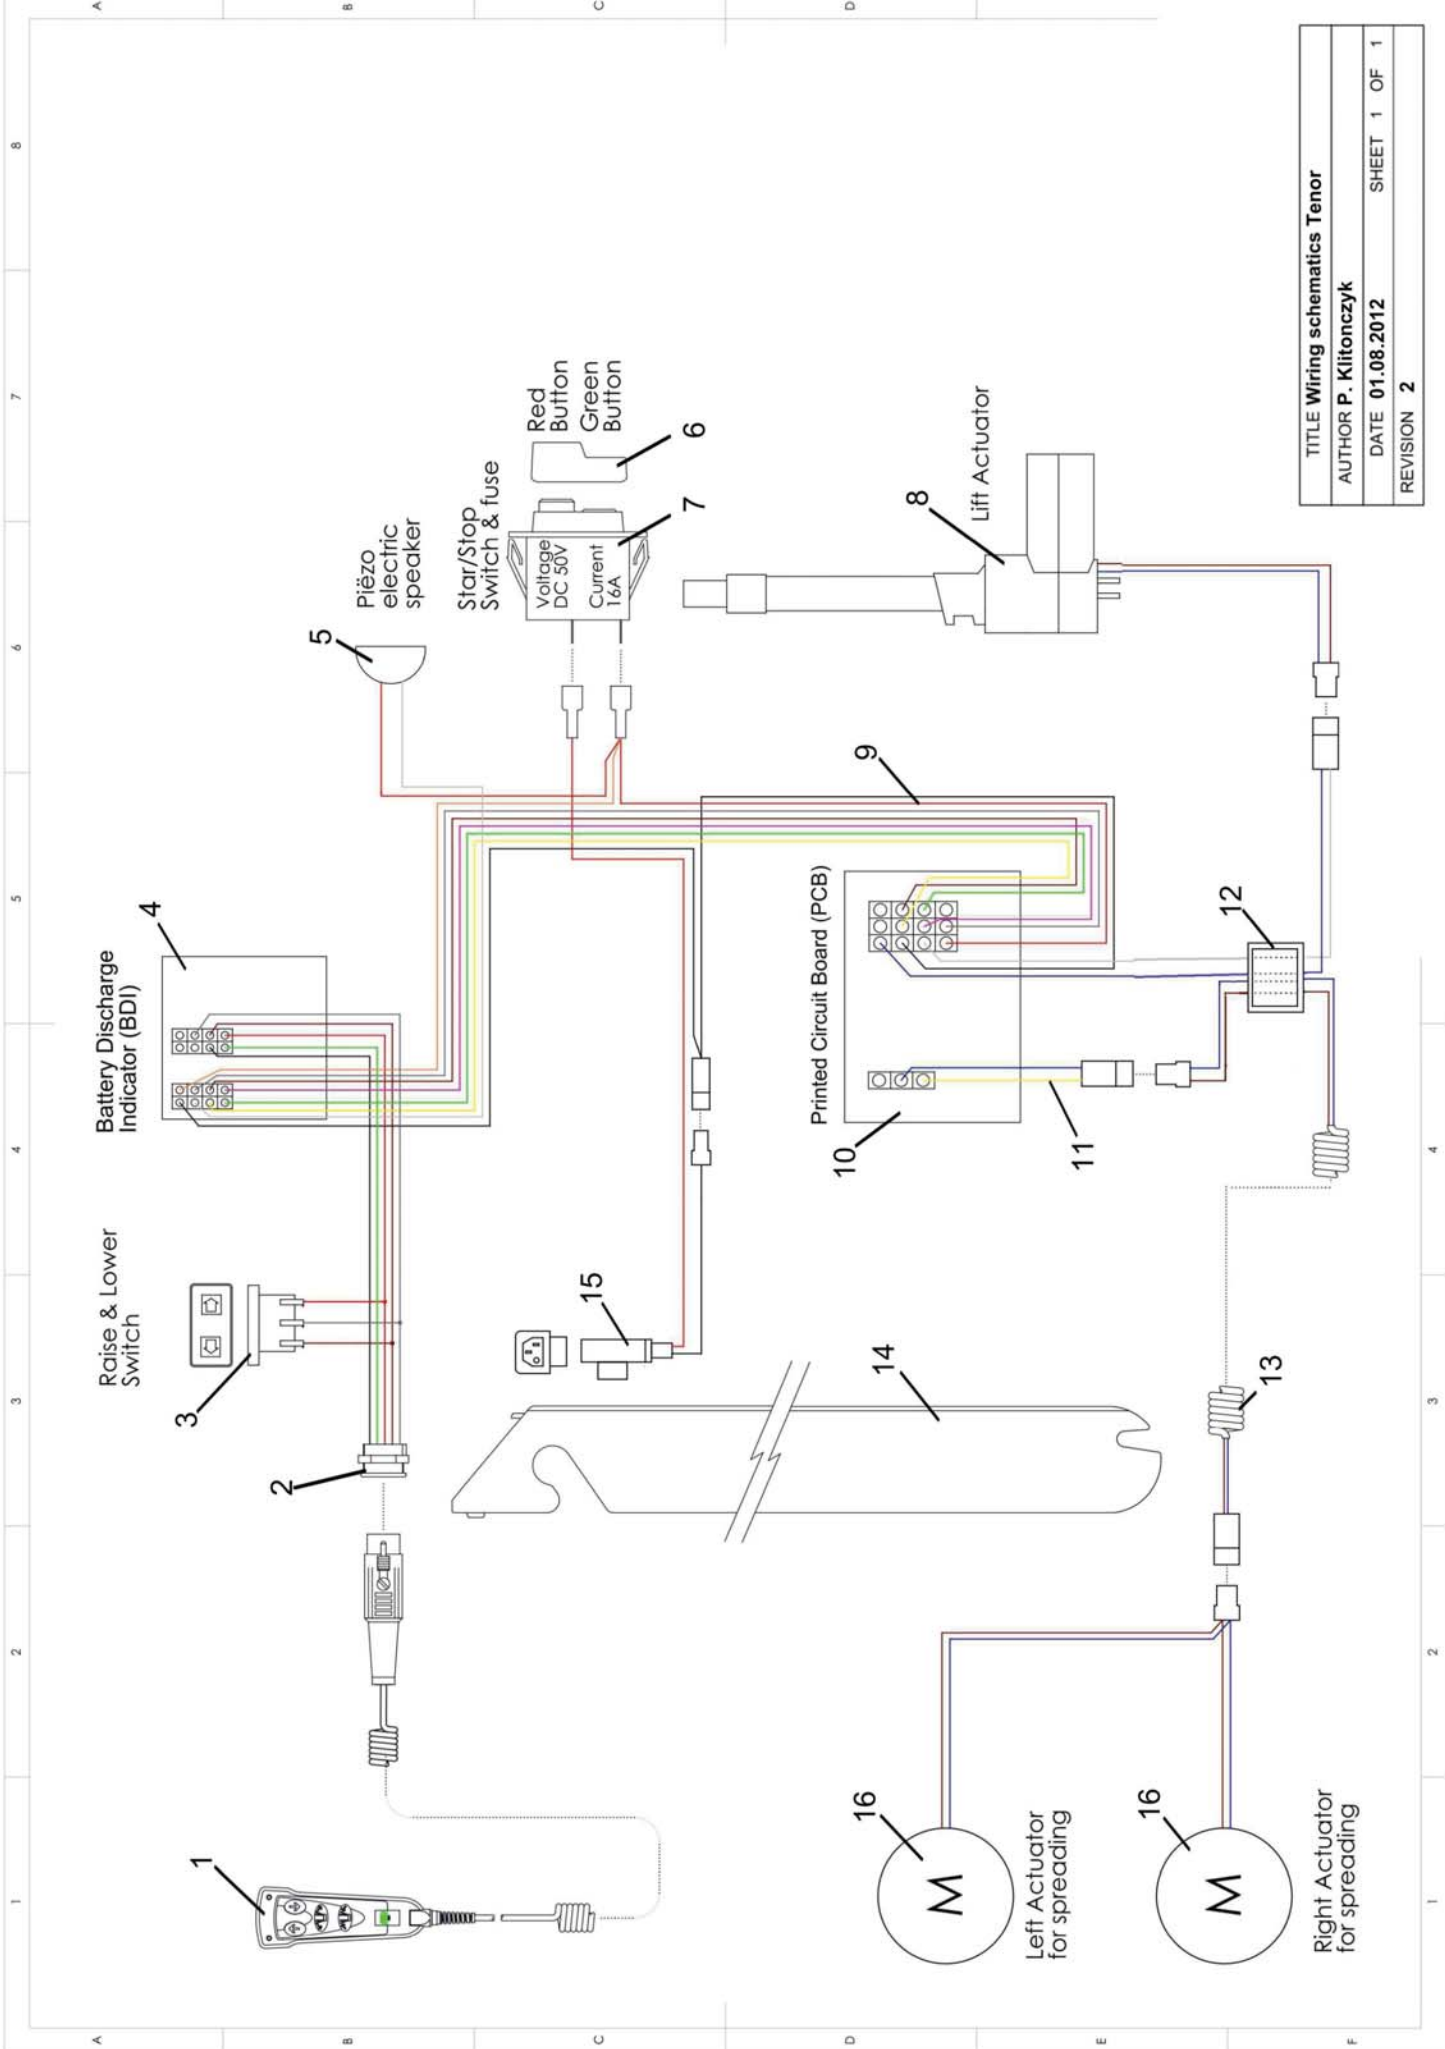 A
B
C
D
8
7
6
5
4
3
2
1
Raise & Lower
Switch
3
2
1
Battery Discharge
Indicator (BDI)
4
Piëzo
electric
speaker
5
Star/Stop
Switch & fuse
Voltage
DC 50V
Current
16A
Red
Button
Green
Button
6
7
Lift Actuator
8
9
Printed Circuit Board (PCB)
10
11
12
13
14
15
16
M
Left Actuator
for spreading
16
M
Right Actuator
for spreading
TITLE Wiring schematics Tenor
AUTHOR P. Klitonczyk
DATE 01.08.2012 SHEET 1 OF 1
REVISION 2
A
B
C
D
E
F
1
2
3
4